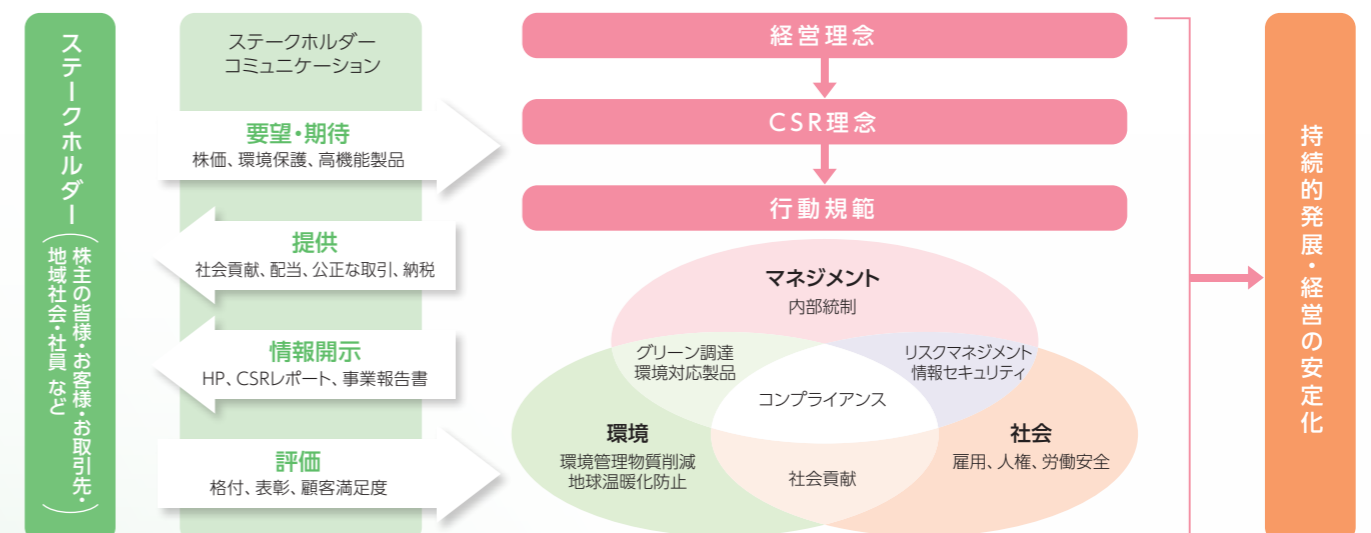 ステークホルダー
(株主の皆様・お客様・お取引先・
地域社会・社員 など)
ステークホルダー
コミュニケーション
要望・期待
株価、環境保護、高機能製品
提供
社会貢献、配当、公正な取引、納税
情報開示
HP、CSRレポート、事業報告書
評価
格付、表彰、顧客満足度
経営理念
CSR理念
行動規範
マネジメント
内部統制
グリーン調達
環境対応製品
リスクマネジメント
情報セキュリティ
コンプライアンス
環境
環境管理物質削減
地球温暖化防止
社会
雇用、人権、労働安全
社会貢献
持続的発展・経営の安定化